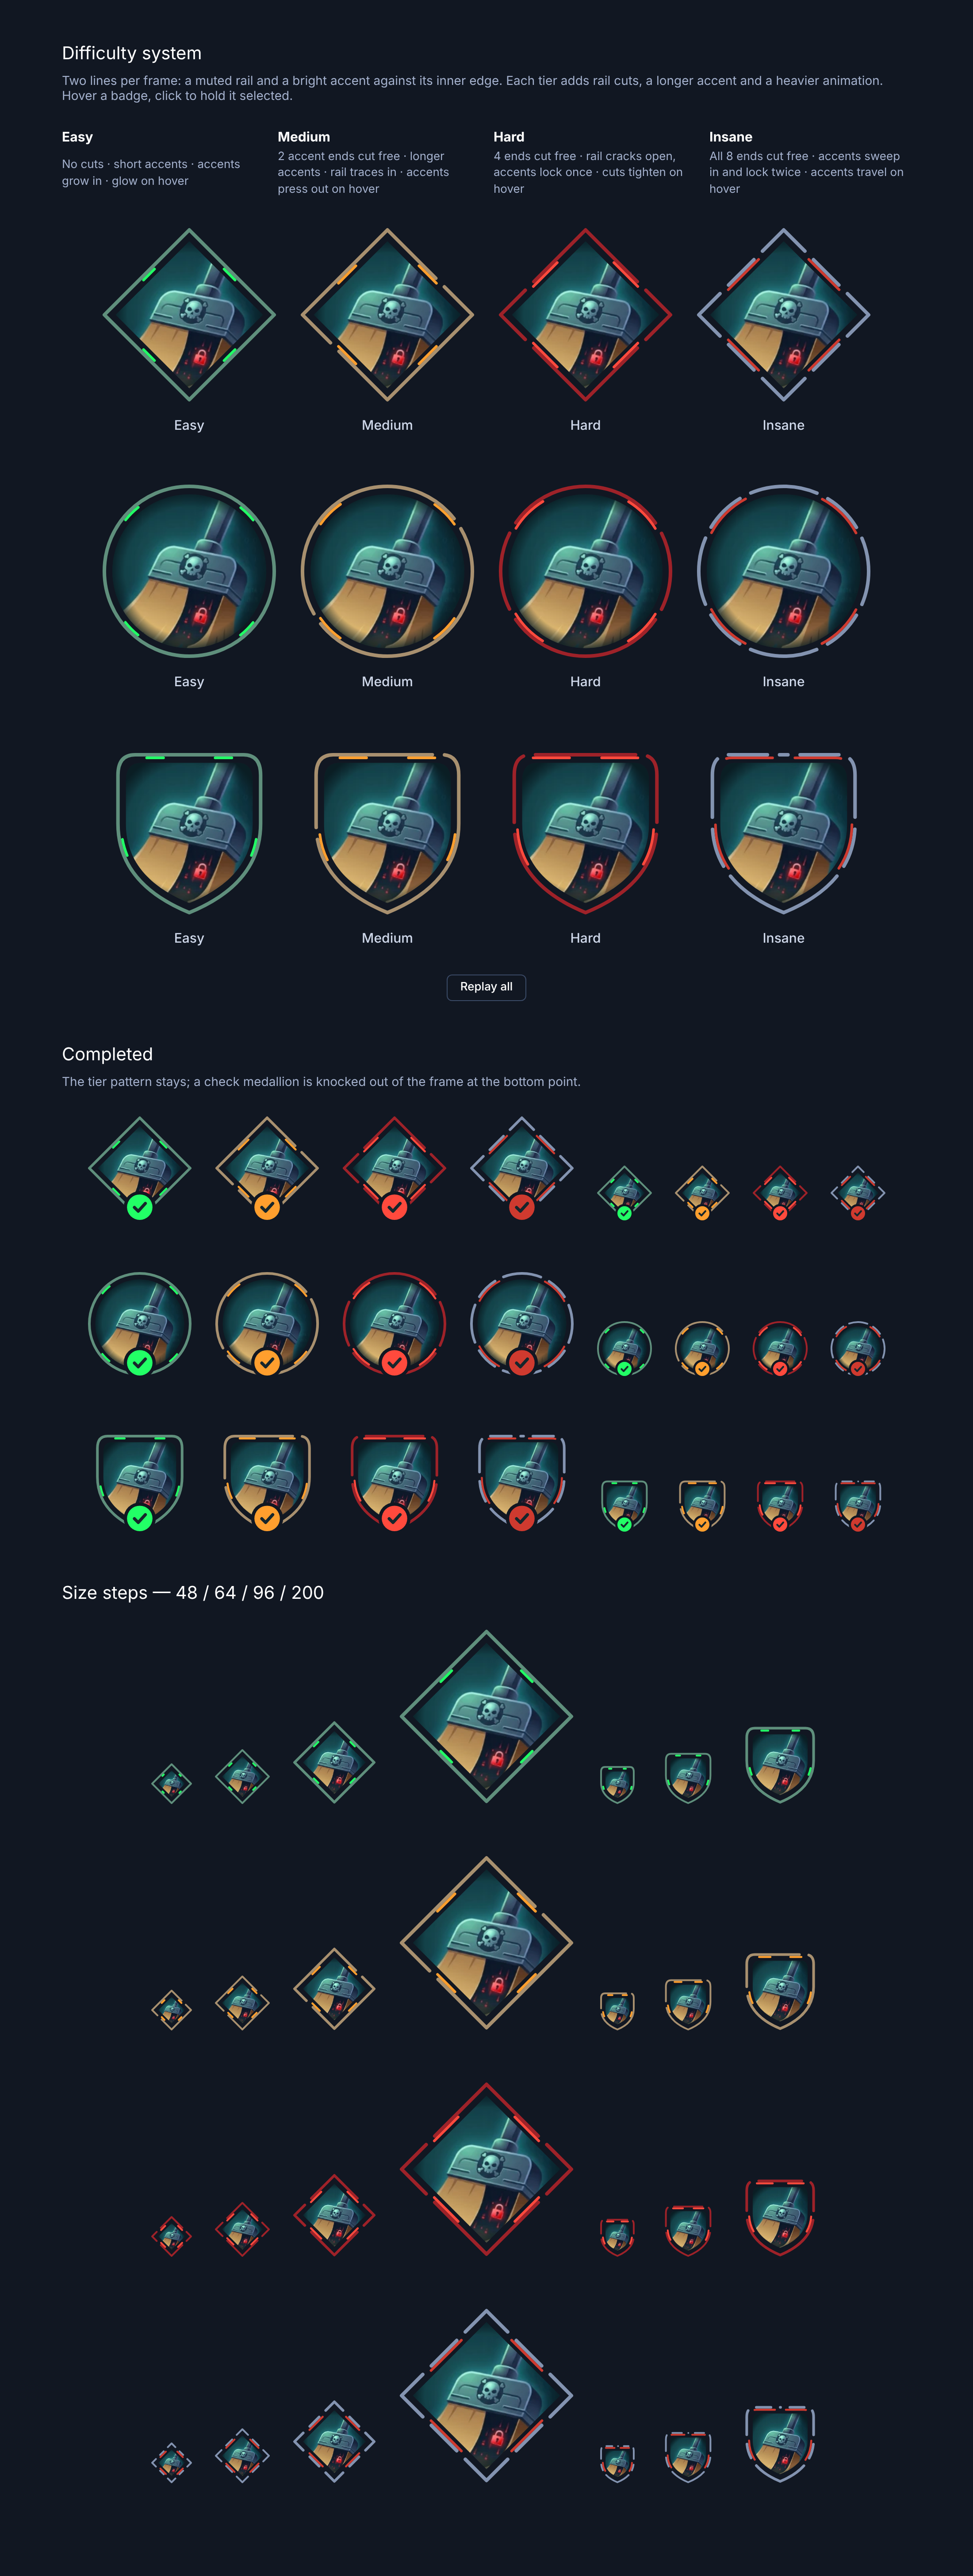 Difficulty system
Two lines per frame: a muted rail and a bright accent against its inner edge. Each tier adds rail cuts, a longer accent and a heavier animation.
Hover a badge, click to hold it selected.
Easy
No cuts · short accents · accents
grow in · glow on hover
Medium
2 accent ends cut free · longer
accents · rail traces in · accents
press out on hover
Hard
4 ends cut free · rail cracks open,
accents lock once · cuts tighten on
hover
Insane
All 8 ends cut free · accents sweep
in and lock twice · accents travel on
hover
Easy
Medium
Hard
Insane
Easy
Medium
Hard
Insane
Easy
Medium
Hard
Insane
Replay all
Completed
The tier pattern stays; a check medallion is knocked out of the frame at the bottom point.
Size steps — 48 / 64 / 96 / 200